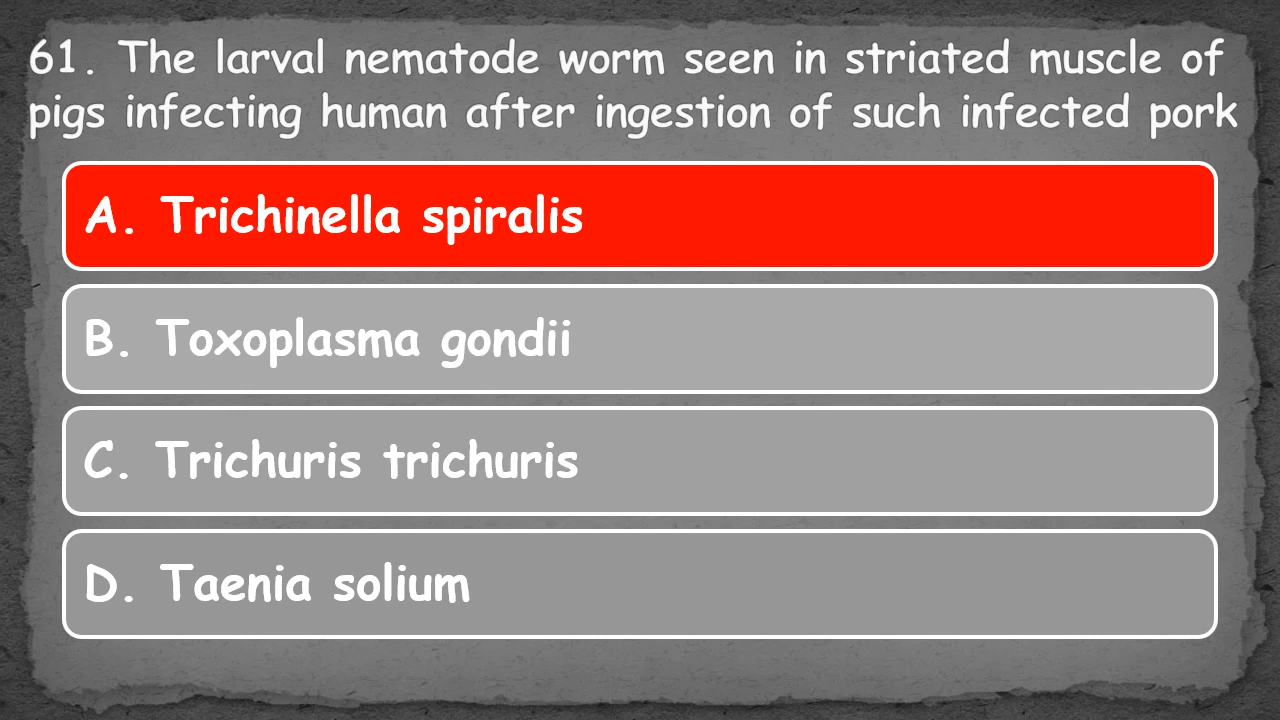 61. The larval nematode worm seen in striated muscle of
pigs infecting human after ingestion of such infected pork
A. Trichinella spiralis
B. Toxoplasma gondii
C. Trichuris trichuris
D. Taenia solium